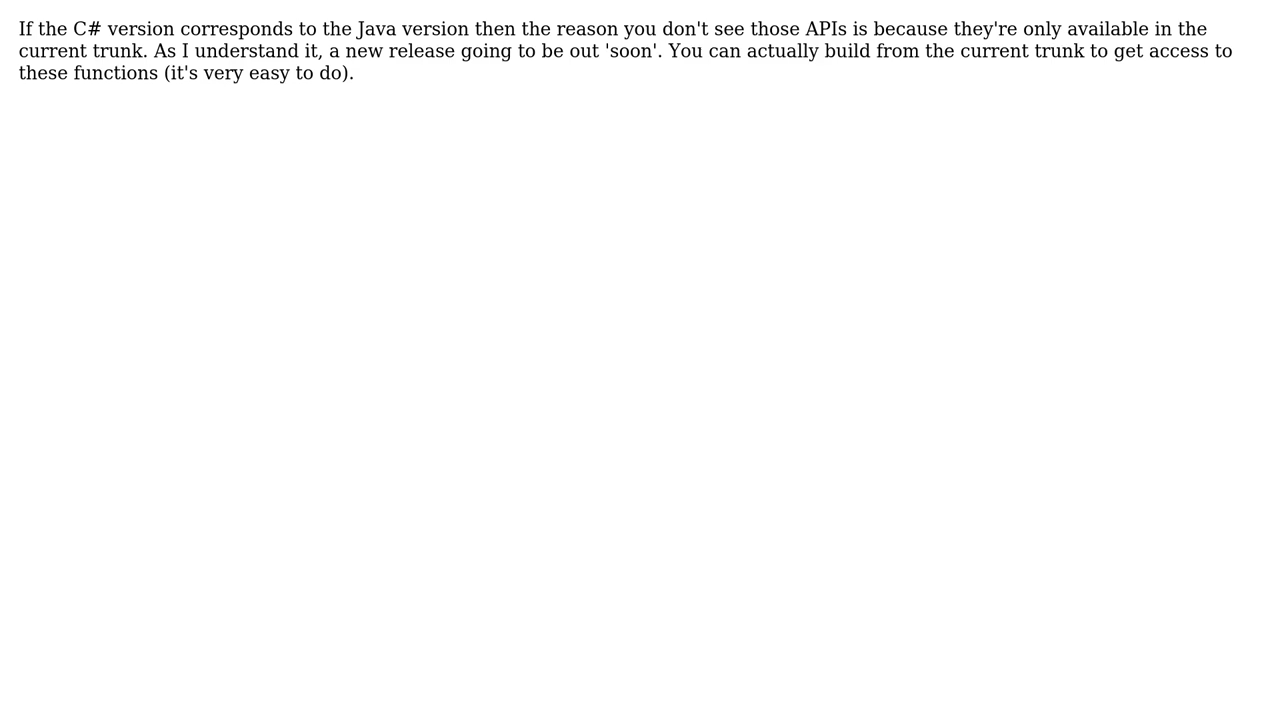 If the C# version corresponds to the Java version then the reason you don't see those APIs is because they're only available in the
current trunk. As I understand it, a new release going to be out 'soon'. You can actually build from the current trunk to get access to
these functions (it's very easy to do).